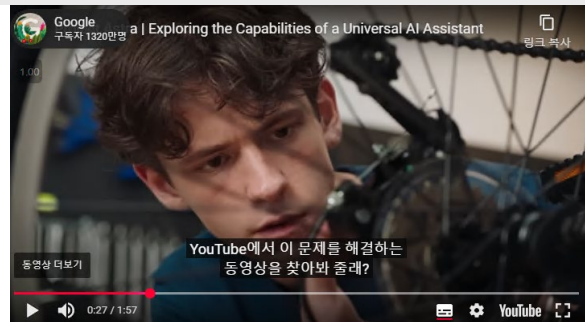 Google
구독자 1320만명
a | Exploring the Capabilities of a Universal AI Assistant
링크 복사
1.00
YouTube에서 이 문제를 해결하는
동영상을 찾아봐 줄래?
동영상 더보기
0:27 / 1:57
YouTube